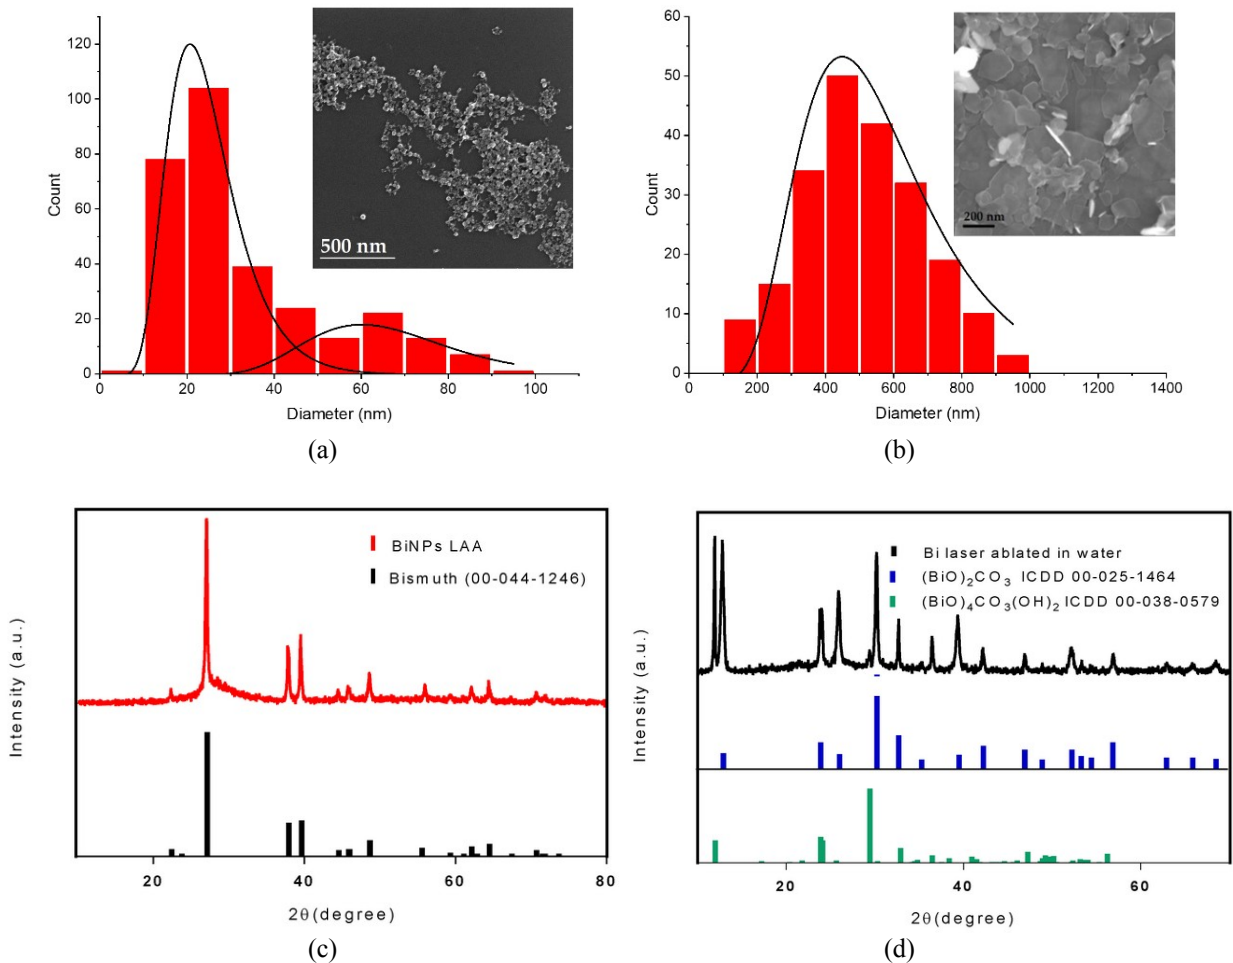 120
100
80
60
40
20
0
Count
0 20 40 60 80 100
Diameter (nm)
500 nm
(a)
60
50
40
30
20
10
0
Count
0 200 400 600 800 1000 1200 1400
Diameter (nm)
200 nm
(b)
Intensity (a.u.)
BiNPs LAA
Bismuth (00-044-1246)
20 40 60 80
2θ(degree)
(c)
Intensity (a.u.)
Bi laser ablated in water
(BiO)₂CO₃ ICDD 00-025-1464
(BiO)₄CO₃(OH)₂ ICDD 00-038-0579
20 40 60
2θ(degree)
(d)